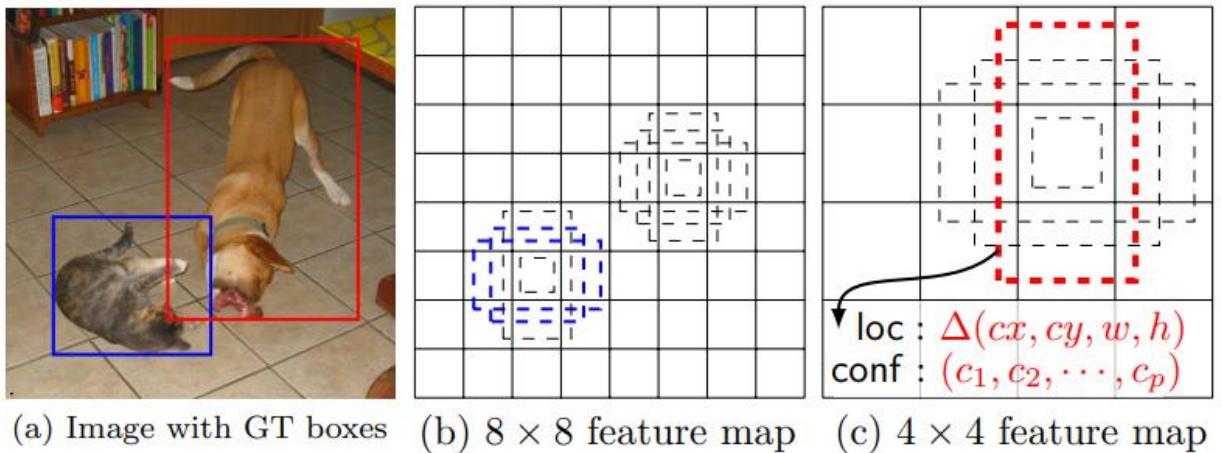 loc : Δ(cx, cy, w, h)
conf : (c₁, c₂, ⋯, cₚ)
(a) Image with GT boxes (b) 8 × 8 feature map (c) 4 × 4 feature map